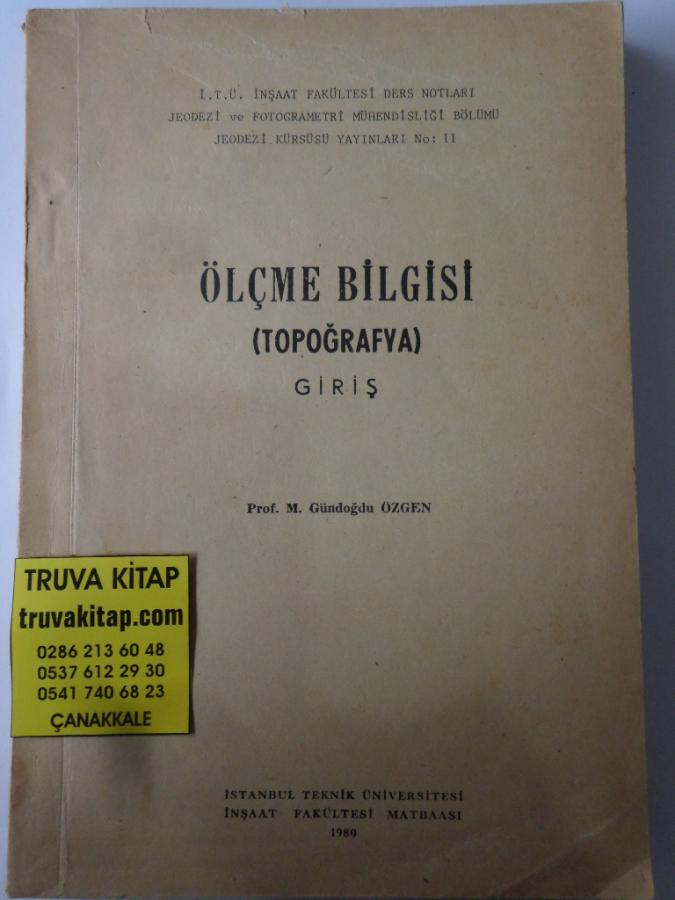 İ.T.Ü. İNŞAAT FAKÜLTESİ DERS NOTLARI
JEODEZİ ve FOTOGRAMETRİ MÜHENDİSLİĞİ BÖLÜMÜ
JEODEZİ KÜRSÜSÜ YAYINLARI No: 11
ÖLÇME BİLGİSİ
(TOPOĞRAFYA)
GİRİŞ
Prof. M. Gündoğdu ÖZGEN
TRUVA KİTAP
truvakitap.com
0286 213 60 48
0537 612 29 30
0541 740 68 23
ÇANAKKALE
İSTANBUL TEKNİK ÜNİVERSİTESİ
İNŞAAT FAKÜLTESİ MATBAASI
1980